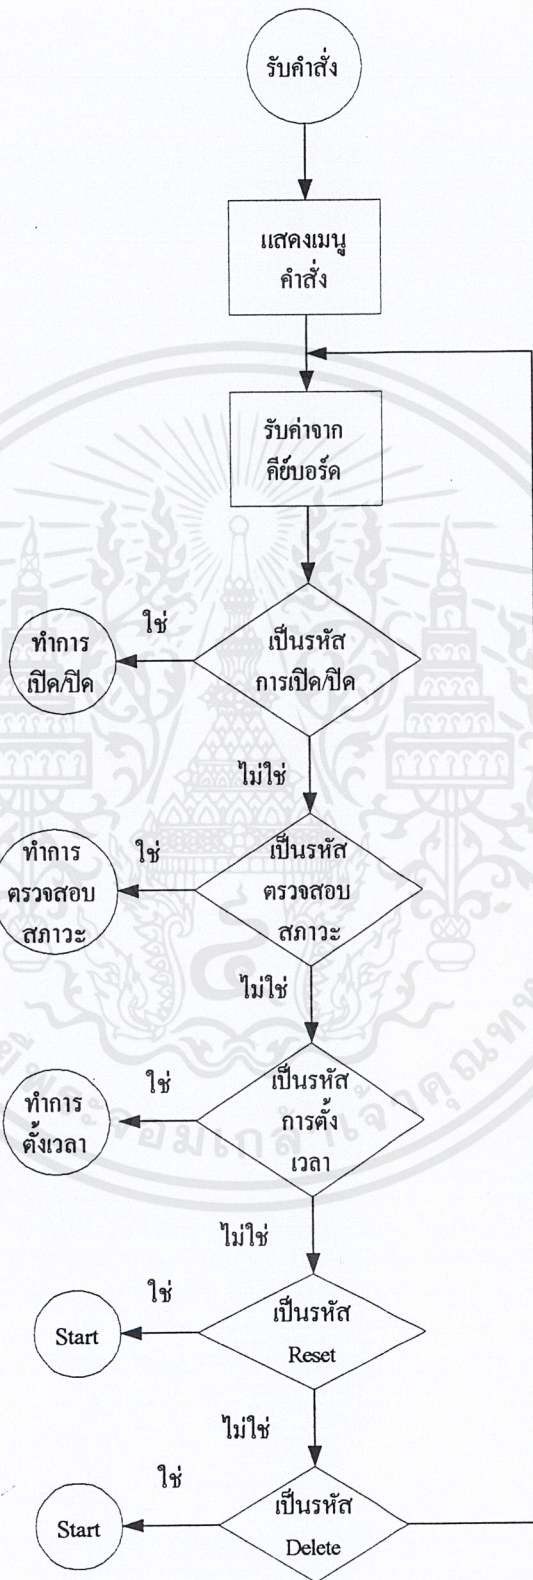 รับคำสั่ง
แสดงเมนู
คำสั่ง
รับค่าจาก
คีย์บอร์ด
ใช่
ทำการ
เปิด/ปิด
เป็นรหัส
การเปิด/ปิด
ไม่ใช่
ทำการ
ตรวจสอบ
สภาวะ
ใช่
เป็นรหัส
ตรวจสอบ
สภาวะ
ไม่ใช่
ทำการ
ตั้งเวลา
ใช่
เป็นรหัส
การตั้ง
เวลา
ไม่ใช่
ใช่
Start
เป็นรหัส
Reset
ไม่ใช่
ใช่
Start
เป็นรหัส
Delete